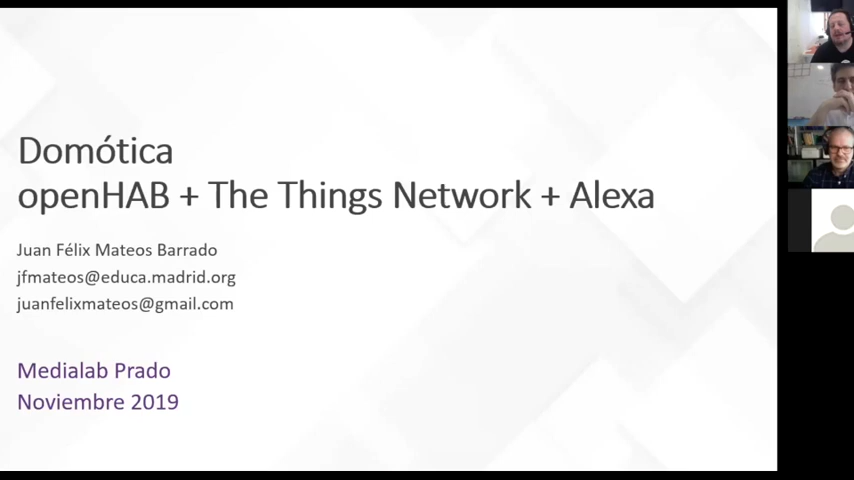 Domótica
openHAB + The Things Network + Alexa
Juan Félix Mateos Barrado
jfmateos@educa.madrid.org
juanfelixmateos@gmail.com
Medialab Prado
Noviembre 2019